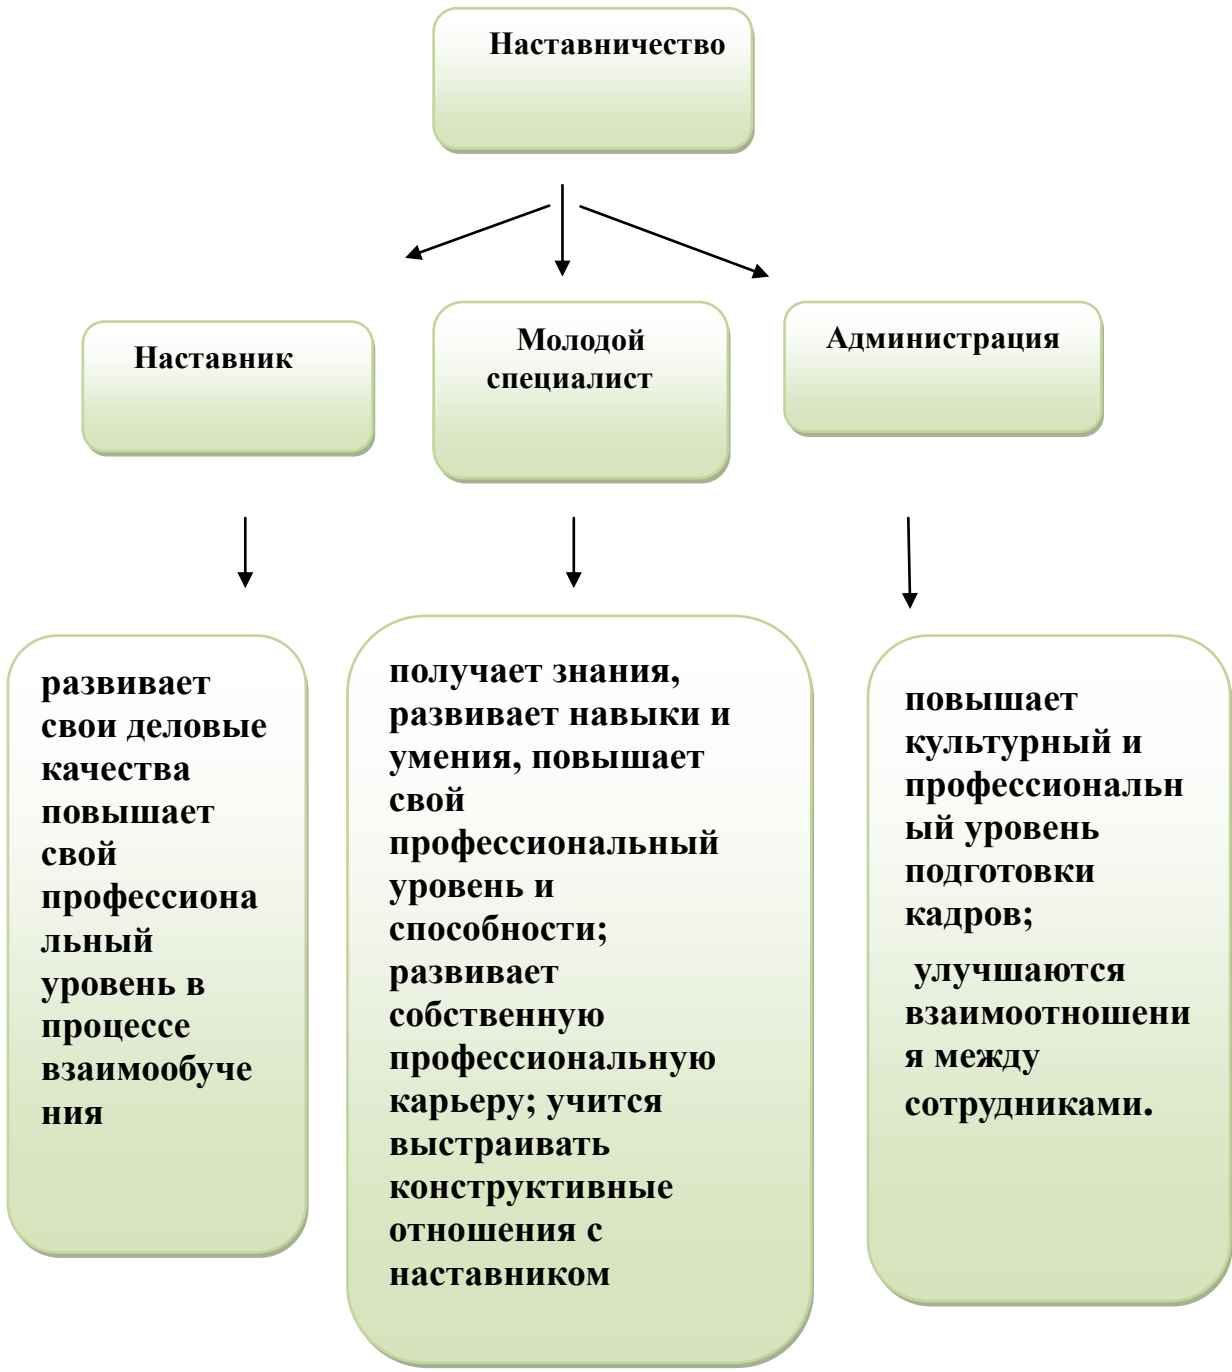 Наставничество
Наставник
Молодой
специалист
Администрация
развивает
свои деловые
качества
повышает
свой
профессиона
льный
уровень в
процессе
взаимообуче
ния
получает знания,
развивает навыки и
умения, повышает
свой
профессиональный
уровень и
способности;
развивает
собственную
профессиональную
карьеру; учится
выстраивать
конструктивные
отношения с
наставником
повышает
культурный и
профессиональн
ый уровень
подготовки
кадров;
улучшаются
взаимоотношени
я между
сотрудниками.